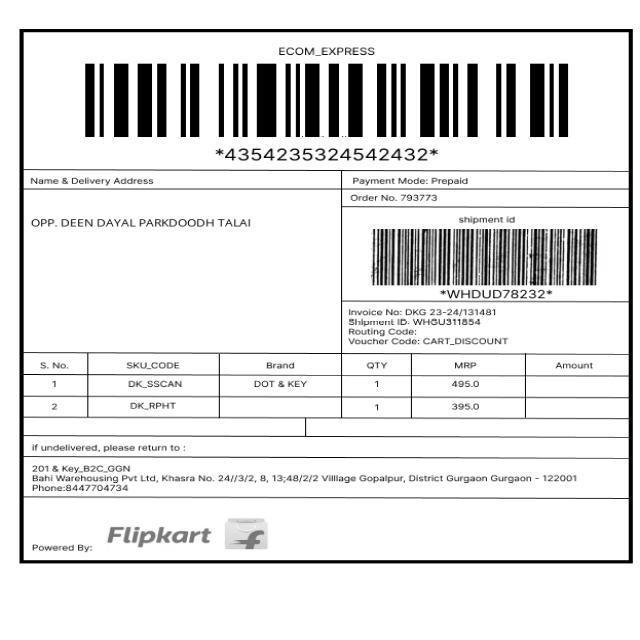 ECOM_EXPRESS
*4354235324542432*
Name & Delivery Address
Payment Mode: Prepaid
Order No. 793773
OPP. DEEN DAYAL PARKDOODH TALAI
shipment id
*WHDUD78232*
Invoice No: DKG 23-24/131481
Shipment ID: WHGU311854
Routing Code:
Voucher Code: CART_DISCOUNT
S. No. SKU_CODE Brand QTY MRP Amount
1 DK_SSCAN DOT & KEY 1 495.0
2 DK_RPHT 1 395.0
if undelivered, please return to :
201 & Key_B2C_GGN
Bahi Warehousing Pvt Ltd, Khasra No. 24//3/2, 8, 13;48/2/2 Villlage Gopalpur, District Gurgaon Gurgaon - 122001
Phone:8447704734
Powered By: Flipkart